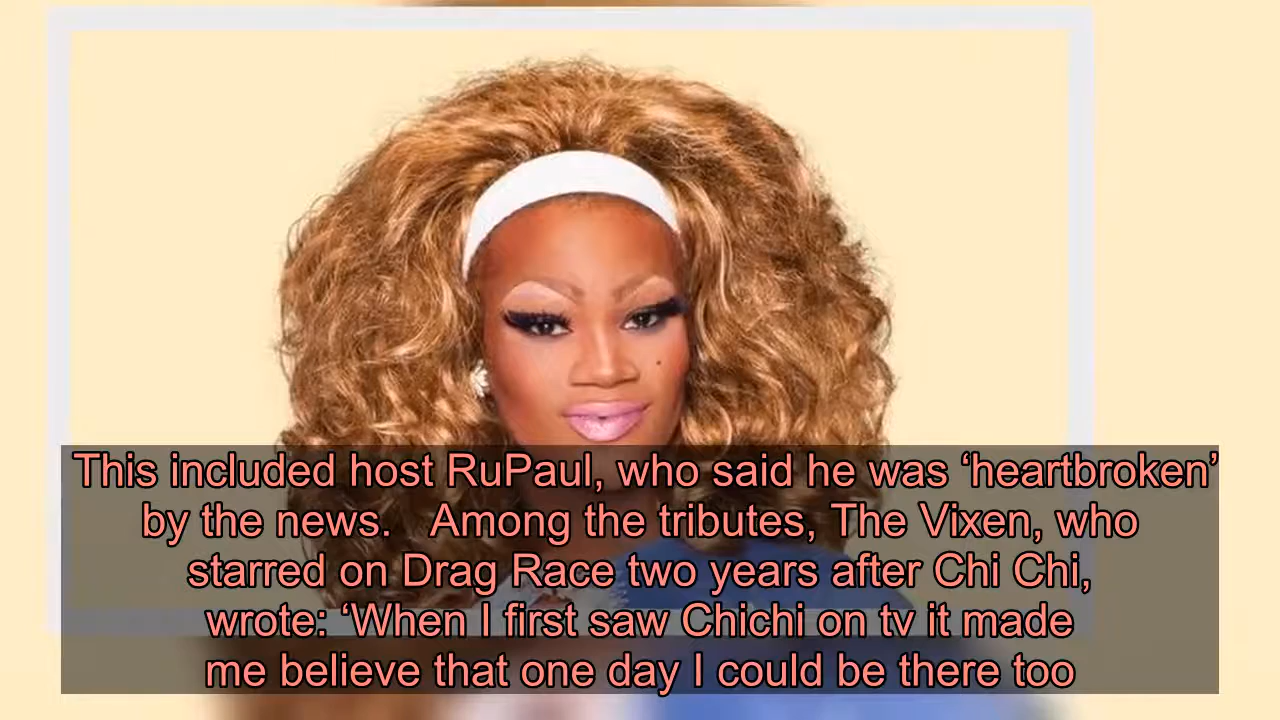 This included host RuPaul, who said he was ‘heartbroken’
by the news.   Among the tributes, The Vixen, who
starred on Drag Race two years after Chi Chi,
wrote: ‘When I first saw Chichi on tv it made
me believe that one day I could be there too